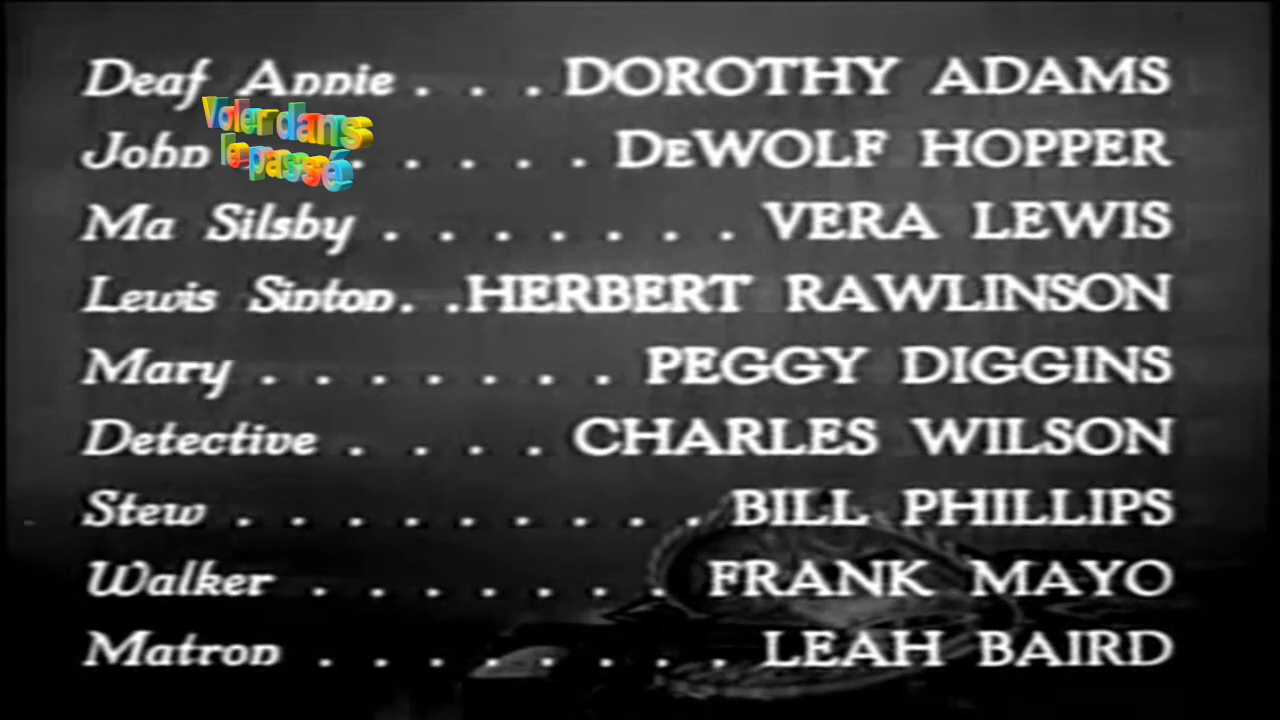 Deaf Annie . . . DOROTHY ADAMS
Voler dans
le passé
John . . . . . DeWOLF HOPPER
Ma Silsby . . . . . . . VERA LEWIS
Lewis Sinton. . HERBERT RAWLINSON
Mary . . . . . . . PEGGY DIGGINS
Detective . . . . CHARLES WILSON
Stew . . . . . . . . . . BILL PHILLIPS
Walker . . . . . . . FRANK MAYO
Matron . . . . . . . . LEAH BAIRD